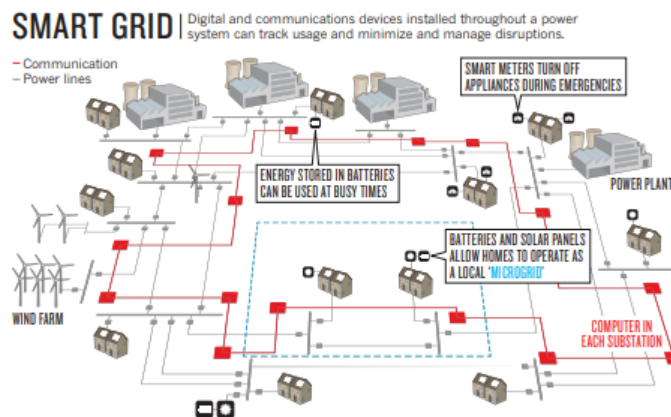 SMART GRID
Digital and communications devices installed throughout a power
system can track usage and minimize and manage disruptions.
– Communication
– Power lines
SMART METERS TURN OFF
APPLIANCES DURING EMERGENCIES
ENERGY STORED IN BATTERIES
CAN BE USED AT BUSY TIMES
POWER PLANT
BATTERIES AND SOLAR PANELS
ALLOW HOMES TO OPERATE AS
A LOCAL ‘MICROGRID’
WIND FARM
COMPUTER IN
EACH SUBSTATION